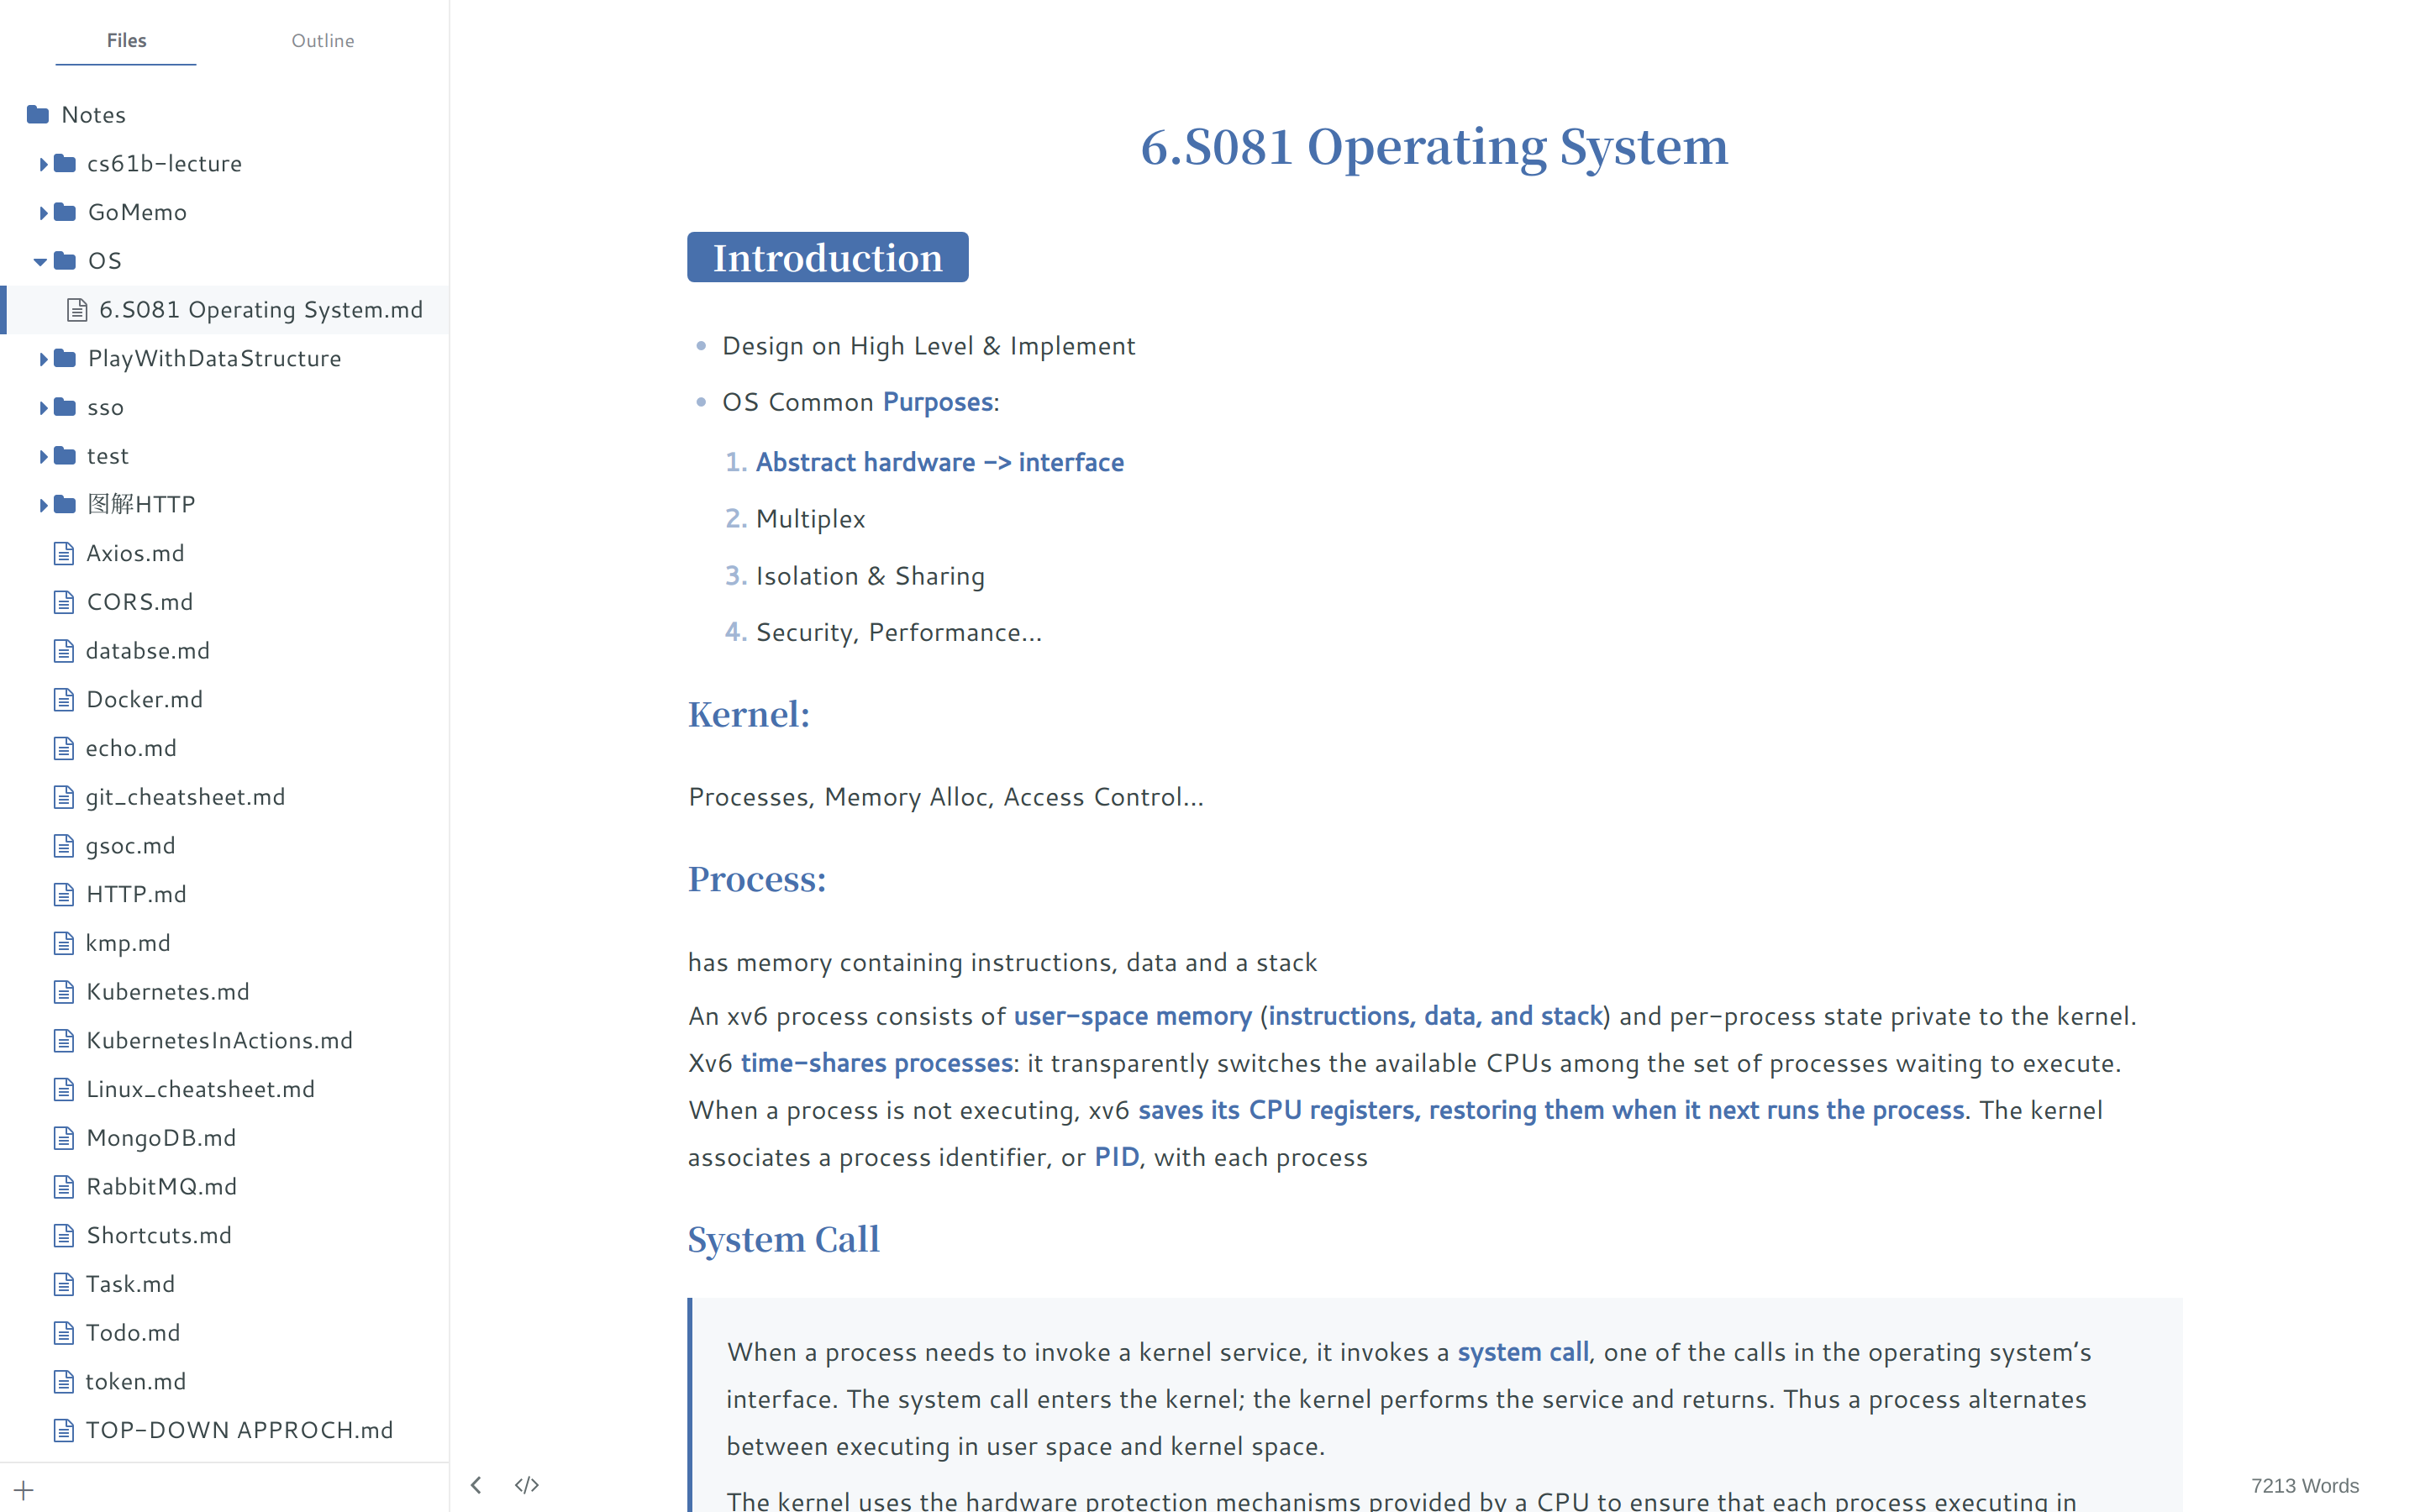 Files
Outline
Notes
cs61b-lecture
GoMemo
OS
6.S081 Operating System.md
PlayWithDataStructure
sso
test
图解HTTP
Axios.md
CORS.md
databse.md
Docker.md
echo.md
git_cheatsheet.md
gsoc.md
HTTP.md
kmp.md
Kubernetes.md
KubernetesInActions.md
Linux_cheatsheet.md
MongoDB.md
RabbitMQ.md
Shortcuts.md
Task.md
Todo.md
token.md
TOP-DOWN APPROCH.md
6.S081 Operating System
Introduction
Design on High Level & Implement
OS Common Purposes:
1. Abstract hardware -> interface
2. Multiplex
3. Isolation & Sharing
4. Security, Performance...
Kernel:
Processes, Memory Alloc, Access Control...
Process:
has memory containing instructions, data and a stack
An xv6 process consists of user-space memory (instructions, data, and stack) and per-process state private to the kernel.
Xv6 time-shares processes: it transparently switches the available CPUs among the set of processes waiting to execute.
When a process is not executing, xv6 saves its CPU registers, restoring them when it next runs the process. The kernel
associates a process identifier, or PID, with each process
System Call
When a process needs to invoke a kernel service, it invokes a system call, one of the calls in the operating system's
interface. The system call enters the kernel; the kernel performs the service and returns. Thus a process alternates
between executing in user space and kernel space.
The kernel uses the hardware protection mechanisms provided by a CPU to ensure that each process executing in
</> 
7213 Words